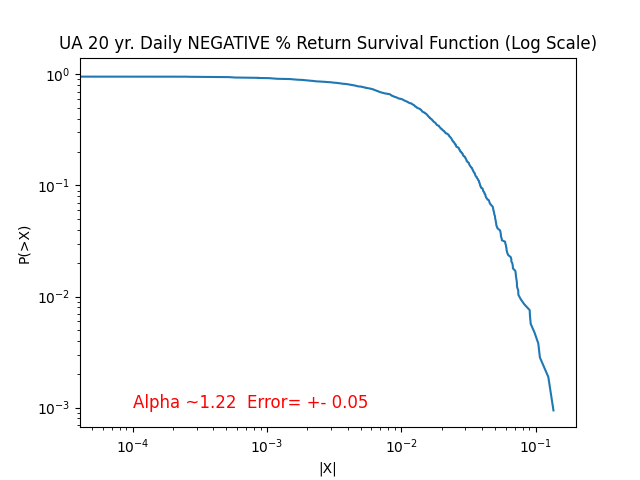 UA 20 yr. Daily NEGATIVE % Return Survival Function (Log Scale)
10⁰
10⁻¹
10⁻²
10⁻³
P(>X)
Alpha ~1.22  Error= +- 0.05
10⁻⁴ 10⁻³ 10⁻² 10⁻¹
|X|